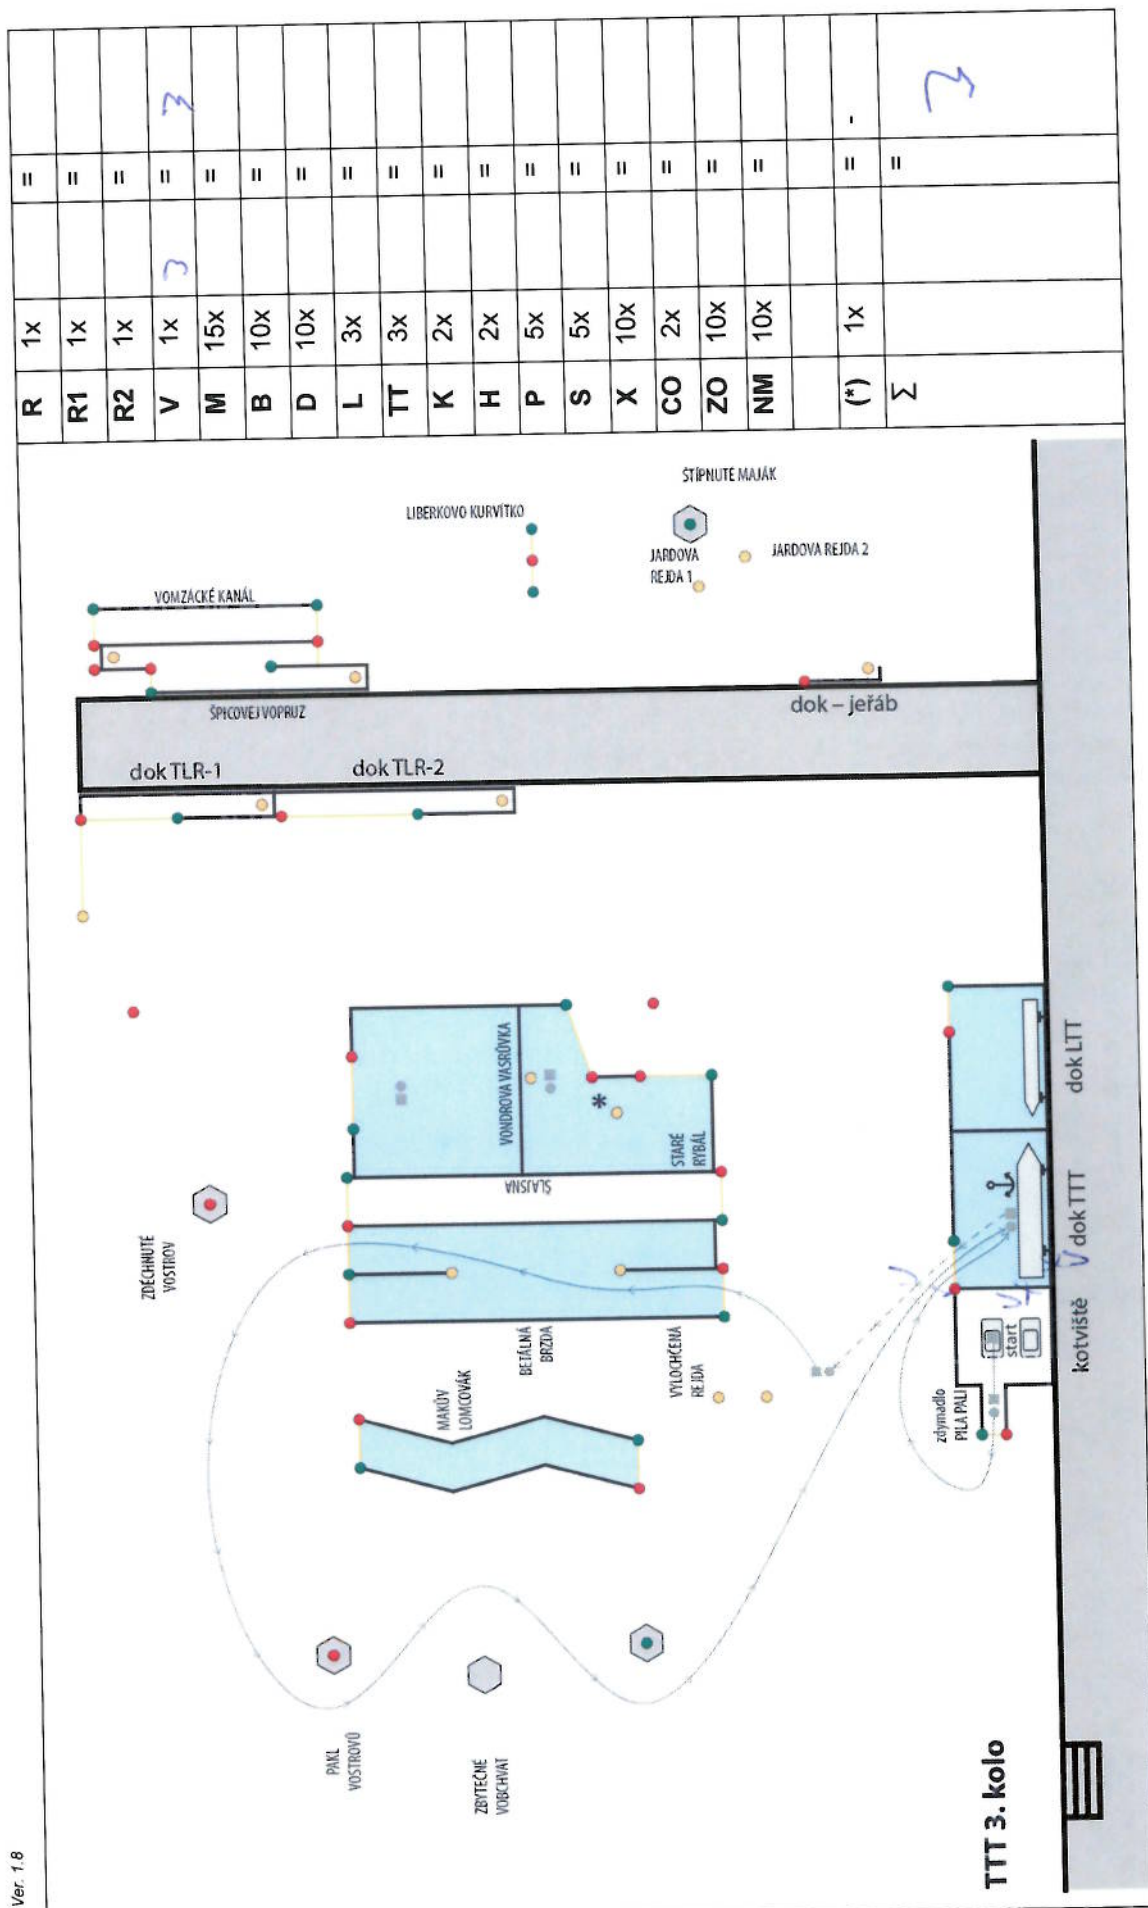 Ver. 1.8
ZDĚCHNUTÉ
VOSTROV
PAKL
VOSTROVŮ
ZBYTEČNÉ
VOBCHVAT
MAKŮV
LOMCOVÁK
BETÁLNÁ
BRZDA
VYLOCHČENÁ
REJDA
ŠLAJSNA
VONDROVA VASRŮVKA
*
STARÉ
RYBÁL
dok TLR-1
dok TLR-2
ŠPICOVEJ VOPRUZ
VOMZÁCKÉ KANÁL
LIBERKOVO KURVÍTKO
ŠTÍPNUTÉ MAJÁK
JARDOVA
REJDA 1
JARDOVA REJDA 2
dok – jeřáb
zdymadlo
PILA PALI
start
V
V
V
TTT 3. kolo
kotviště
dok TTT
dok LTT
R 1x =
R1 1x =
R2 1x =
V 1x 3 = 3
M 15x =
B 10x =
D 10x =
L 3x =
TT 3x =
K 2x =
H 2x =
P 5x =
S 5x =
X 10x =
CO 2x =
ZO 10x =
NM 10x =
(*) 1x = -
Σ = 3